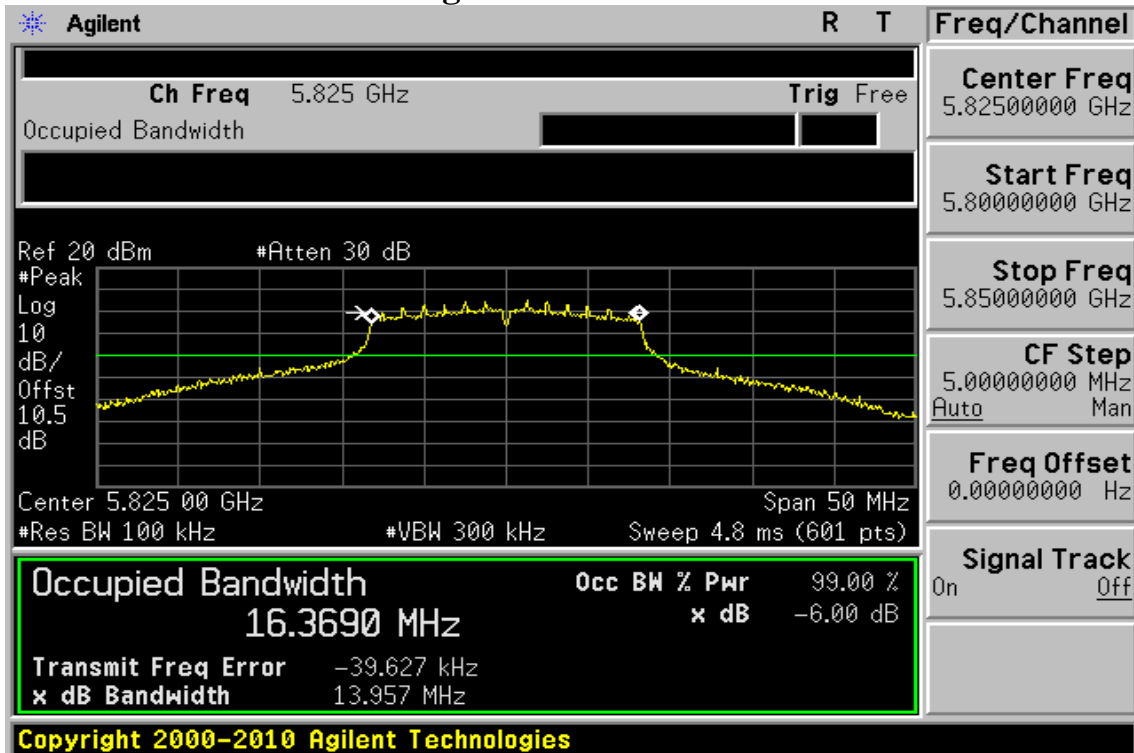 Agilent R T Freq/Channel
Ch Freq 5.825 GHz Trig Free
Occupied Bandwidth
Center Freq
5.82500000 GHz
Start Freq
5.80000000 GHz
Stop Freq
5.85000000 GHz
CF Step
5.00000000 MHz
Auto Man
Freq Offset
0.00000000 Hz
Signal Track
On Off
Ref 20 dBm #Atten 30 dB
#Peak
Log
10
dB/
Offst
10.5
dB
Center 5.825 00 GHz Span 50 MHz
#Res BW 100 kHz #VBW 300 kHz Sweep 4.8 ms (601 pts)
Occupied Bandwidth Occ BW % Pwr 99.00 %
16.3690 MHz x dB -6.00 dB
Transmit Freq Error -39.627 kHz
x dB Bandwidth 13.957 MHz
Copyright 2000-2010 Agilent Technologies